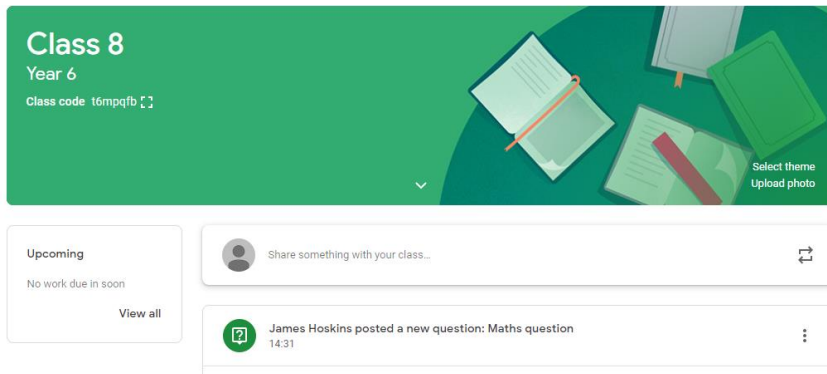 Class 8
Year 6
Class code t6mpqfb
Select theme
Upload photo
Upcoming
No work due in soon
View all
Share something with your class...
James Hoskins posted a new question: Maths question
14:31